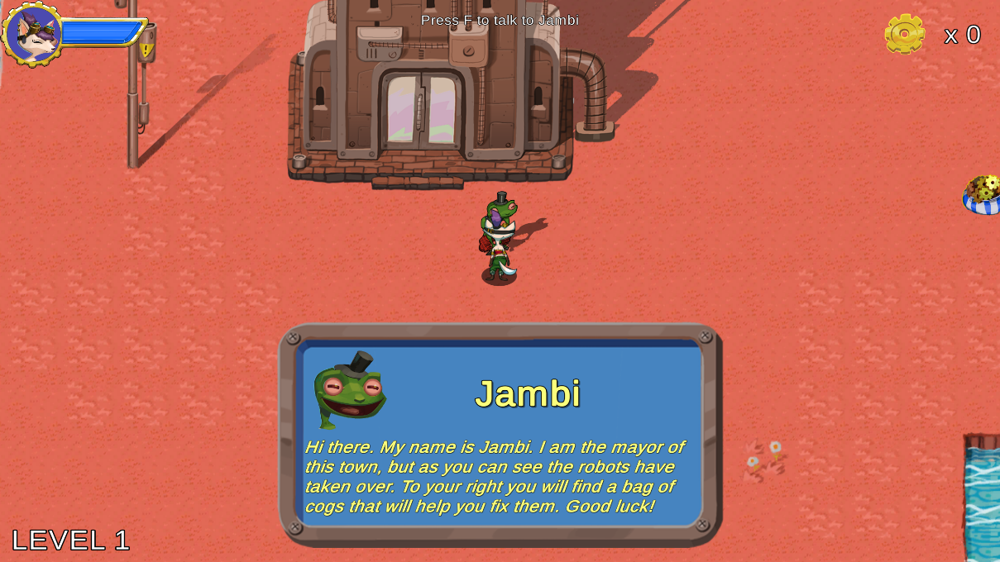 Press F to talk to Jambi
x 0
Jambi
Hi there. My name is Jambi. I am the mayor of
this town, but as you can see the robots have
taken over. To your right you will find a bag of
cogs that will help you fix them. Good luck!
LEVEL 1